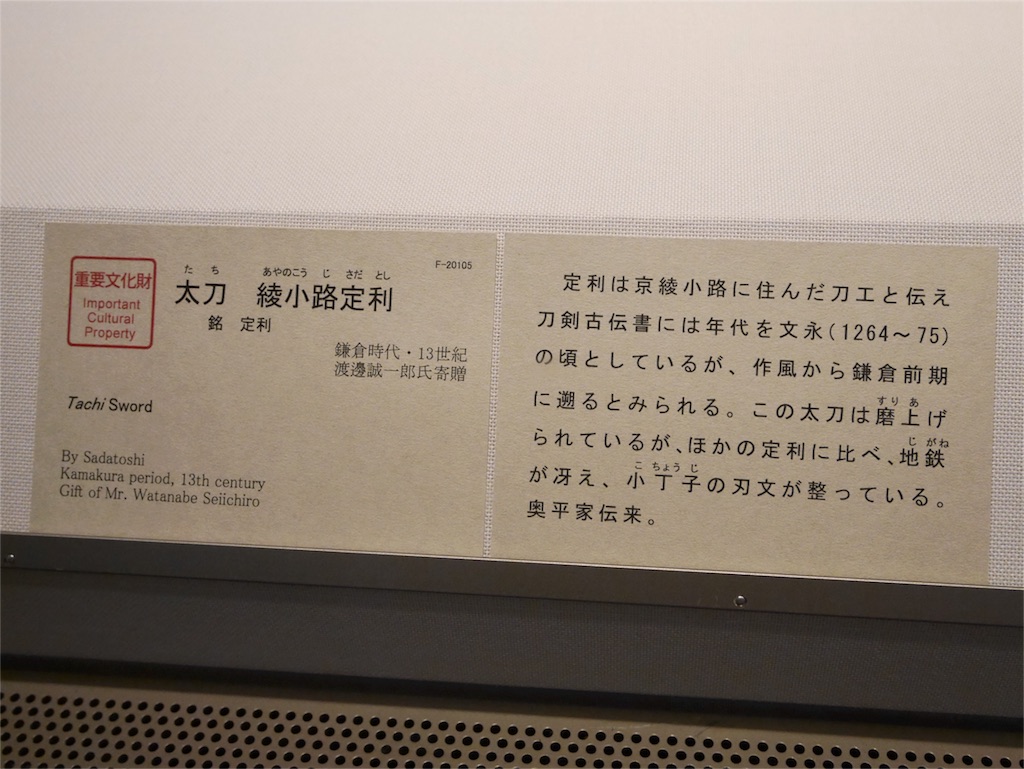 重要文化財
Important
Cultural
Property
F-20105
たち あやのこうじ さだとし
太刀 綾小路定利
銘 定利
鎌倉時代・13世紀
渡邊誠一郎氏寄贈
Tachi Sword
By Sadatoshi
Kamakura period, 13th century
Gift of Mr. Watanabe Seiichiro
定利は京綾小路に住んだ刀工と伝え
刀剣古伝書には年代を文永(1264～75)
の頃としているが、作風から鎌倉前期
に遡るとみられる。この太刀は磨上げ
すりあ
られているが、ほかの定利に比べ、地鉄
じがね
が冴え、小丁子の刃文が整っている。
こちょうじ
奥平家伝来。